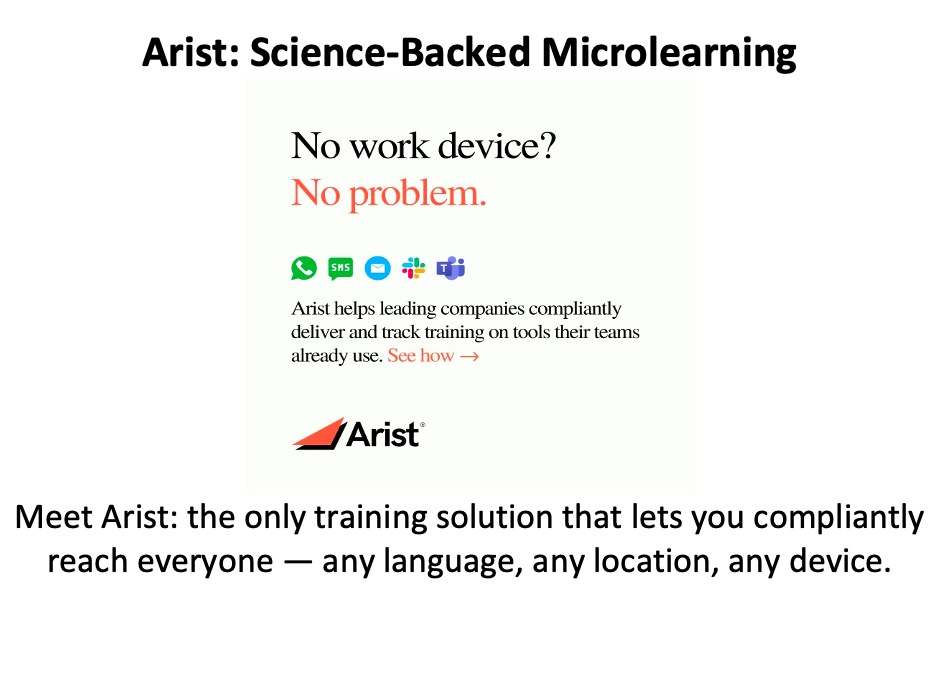 Arist: Science-Backed Microlearning
No work device?
No problem.
SMS
T
Arist helps leading companies compliantly
deliver and track training on tools their teams
already use. See how →
Arist®
Meet Arist: the only training solution that lets you compliantly
reach everyone — any language, any location, any device.